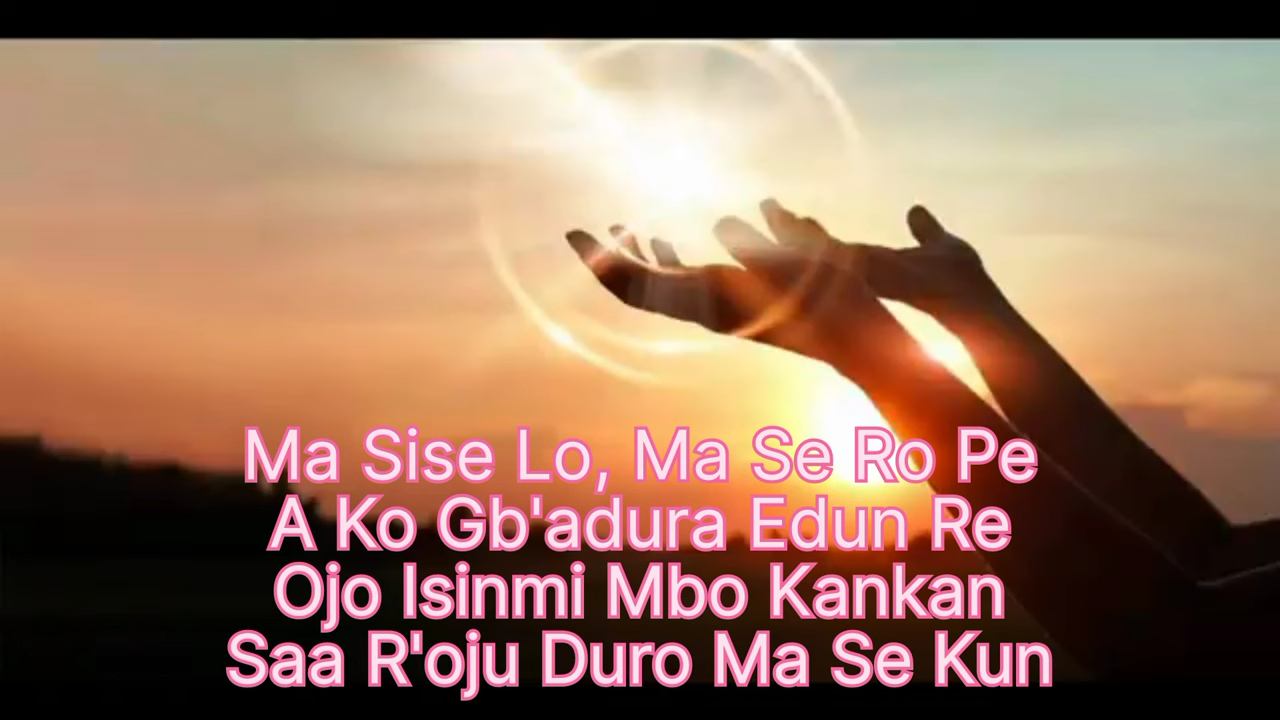 Ma Sise Lo, Ma Se Ro Pe
A Ko Gb'adura Edun Re
Ojo Isinmi Mbo Kankan
Saa R'oju Duro Ma Se Kun